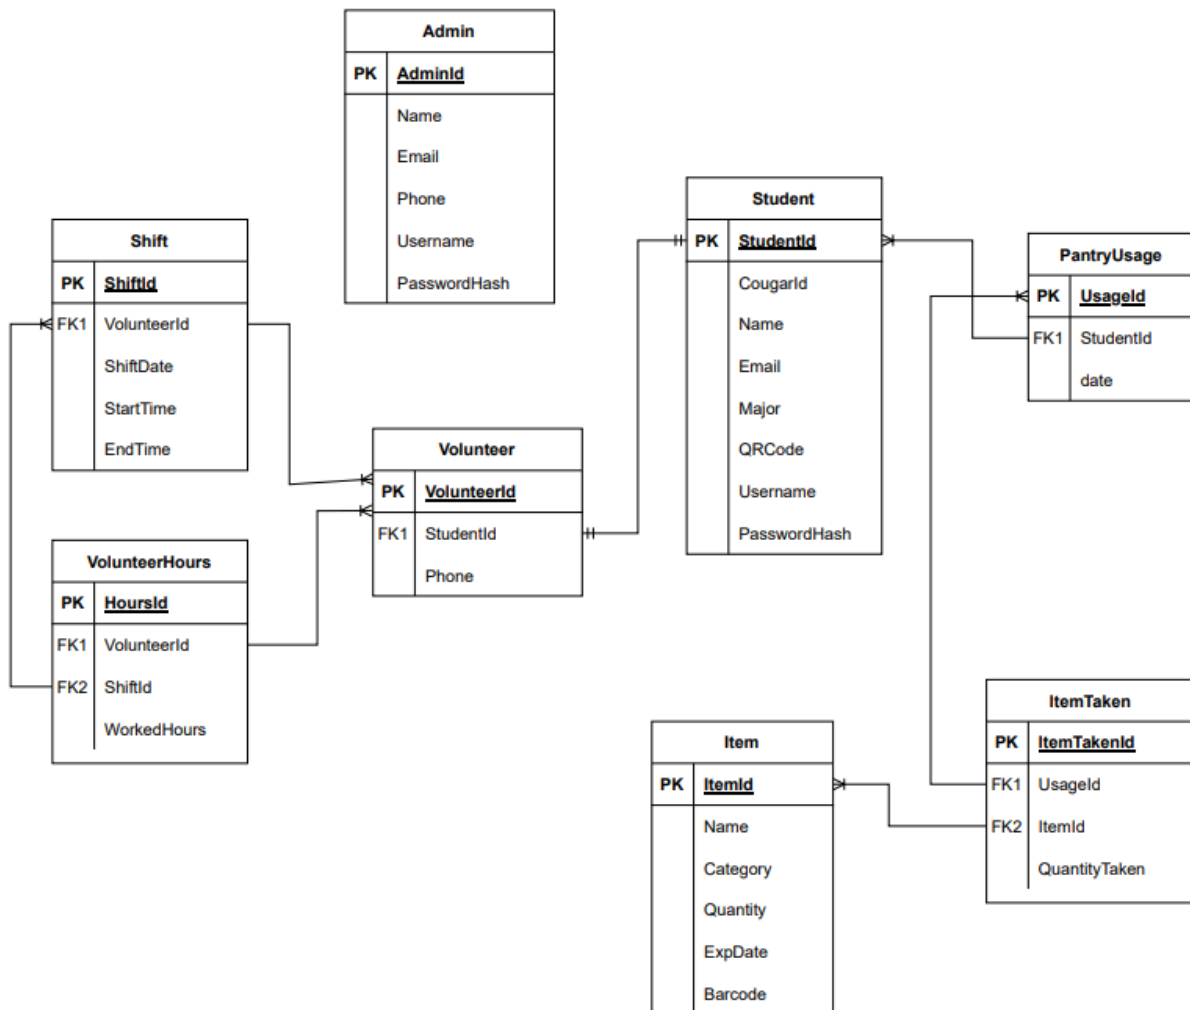 Admin
PK AdminId
Name
Email
Phone
Username
PasswordHash
Shift
PK ShiftId
FK1 VolunteerId
ShiftDate
StartTime
EndTime
VolunteerHours
PK HoursId
FK1 VolunteerId
FK2 ShiftId
WorkedHours
Volunteer
PK VolunteerId
FK1 StudentId
Phone
Student
PK StudentId
CougarId
Name
Email
Major
QRCode
Username
PasswordHash
PantryUsage
PK UsageId
FK1 StudentId
date
Item
PK ItemId
Name
Category
Quantity
ExpDate
Barcode
ItemTaken
PK ItemTakenId
FK1 UsageId
FK2 ItemId
QuantityTaken